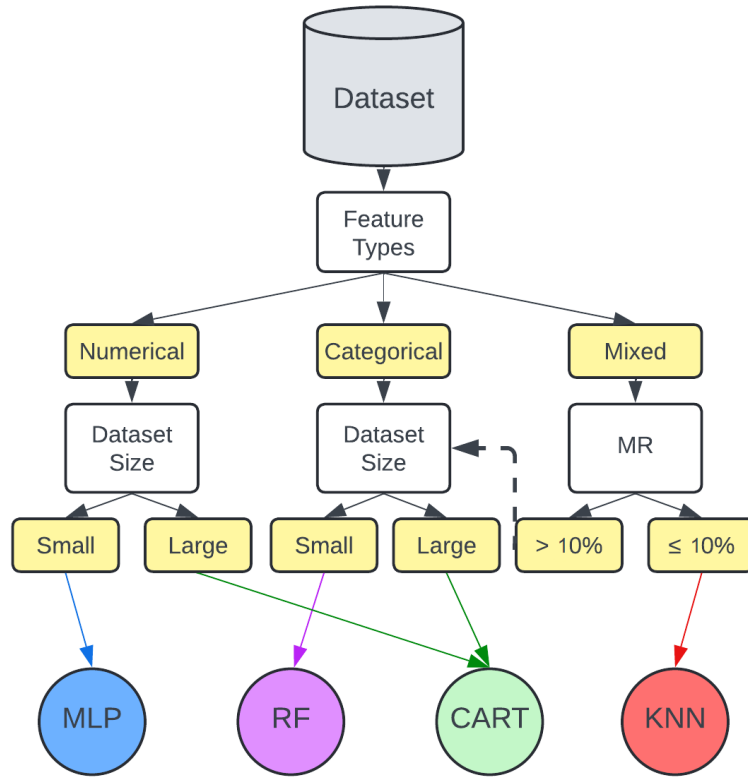 Dataset
Feature
Types
Numerical
Categorical
Mixed
Dataset
Size
Dataset
Size
MR
Small
Large
Small
Large
> 10%
≤ 10%
MLP
RF
CART
KNN